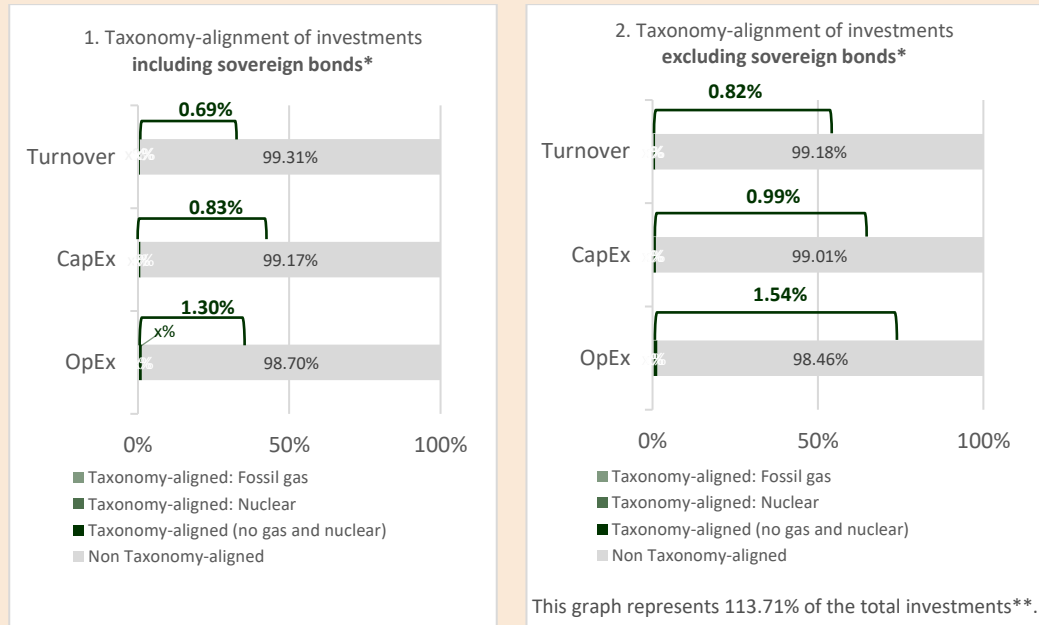 1. Taxonomy-alignment of investments
including sovereign bonds*
0.69%
Turnover
99.31%
0.83%
CapEx
99.17%
1.30%
x%
OpEx
98.70%
0%
50%
100%
Taxonomy-aligned: Fossil gas
Taxonomy-aligned: Nuclear
Taxonomy-aligned (no gas and nuclear)
Non Taxonomy-aligned
2. Taxonomy-alignment of investments
excluding sovereign bonds*
0.82%
Turnover
99.18%
0.99%
CapEx
99.01%
1.54%
OpEx
98.46%
0%
50%
100%
Taxonomy-aligned: Fossil gas
Taxonomy-aligned: Nuclear
Taxonomy-aligned (no gas and nuclear)
Non Taxonomy-aligned
This graph represents 113.71% of the total investments**.